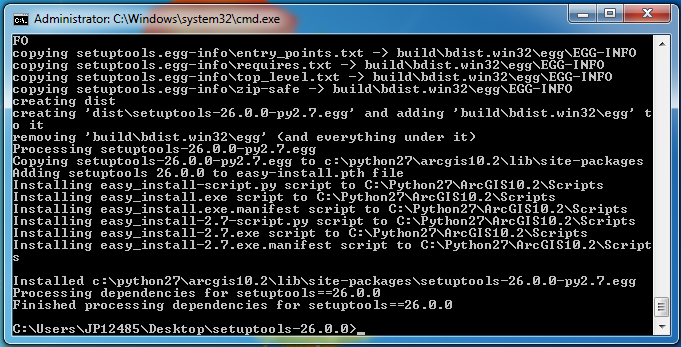 Administrator: C:\Windows\system32\cmd.exe
FO
copying setuptools.egg-info\entry_points.txt -> build\bdist.win32\egg\EGG-INFO
copying setuptools.egg-info\requires.txt -> build\bdist.win32\egg\EGG-INFO
copying setuptools.egg-info\top_level.txt -> build\bdist.win32\egg\EGG-INFO
copying setuptools.egg-info\zip-safe -> build\bdist.win32\egg\EGG-INFO
creating dist
creating 'dist\setuptools-26.0.0-py2.7.egg' and adding 'build\bdist.win32\egg' t
o it
removing 'build\bdist.win32\egg' (and everything under it)
Processing setuptools-26.0.0-py2.7.egg
Copying setuptools-26.0.0-py2.7.egg to c:\python27\arcgis10.2\lib\site-packages
Adding setuptools 26.0.0 to easy-install.pth file
Installing easy_install-script.py script to C:\Python27\ArcGIS10.2\Scripts
Installing easy_install.exe script to C:\Python27\ArcGIS10.2\Scripts
Installing easy_install.exe.manifest script to C:\Python27\ArcGIS10.2\Scripts
Installing easy_install-2.7-script.py script to C:\Python27\ArcGIS10.2\Scripts
Installing easy_install-2.7.exe script to C:\Python27\ArcGIS10.2\Scripts
Installing easy_install-2.7.exe.manifest script to C:\Python27\ArcGIS10.2\Script
s
Installed c:\python27\arcgis10.2\lib\site-packages\setuptools-26.0.0-py2.7.egg
Processing dependencies for setuptools==26.0.0
Finished processing dependencies for setuptools==26.0.0
C:\Users\JP12485\Desktop\setuptools-26.0.0>_